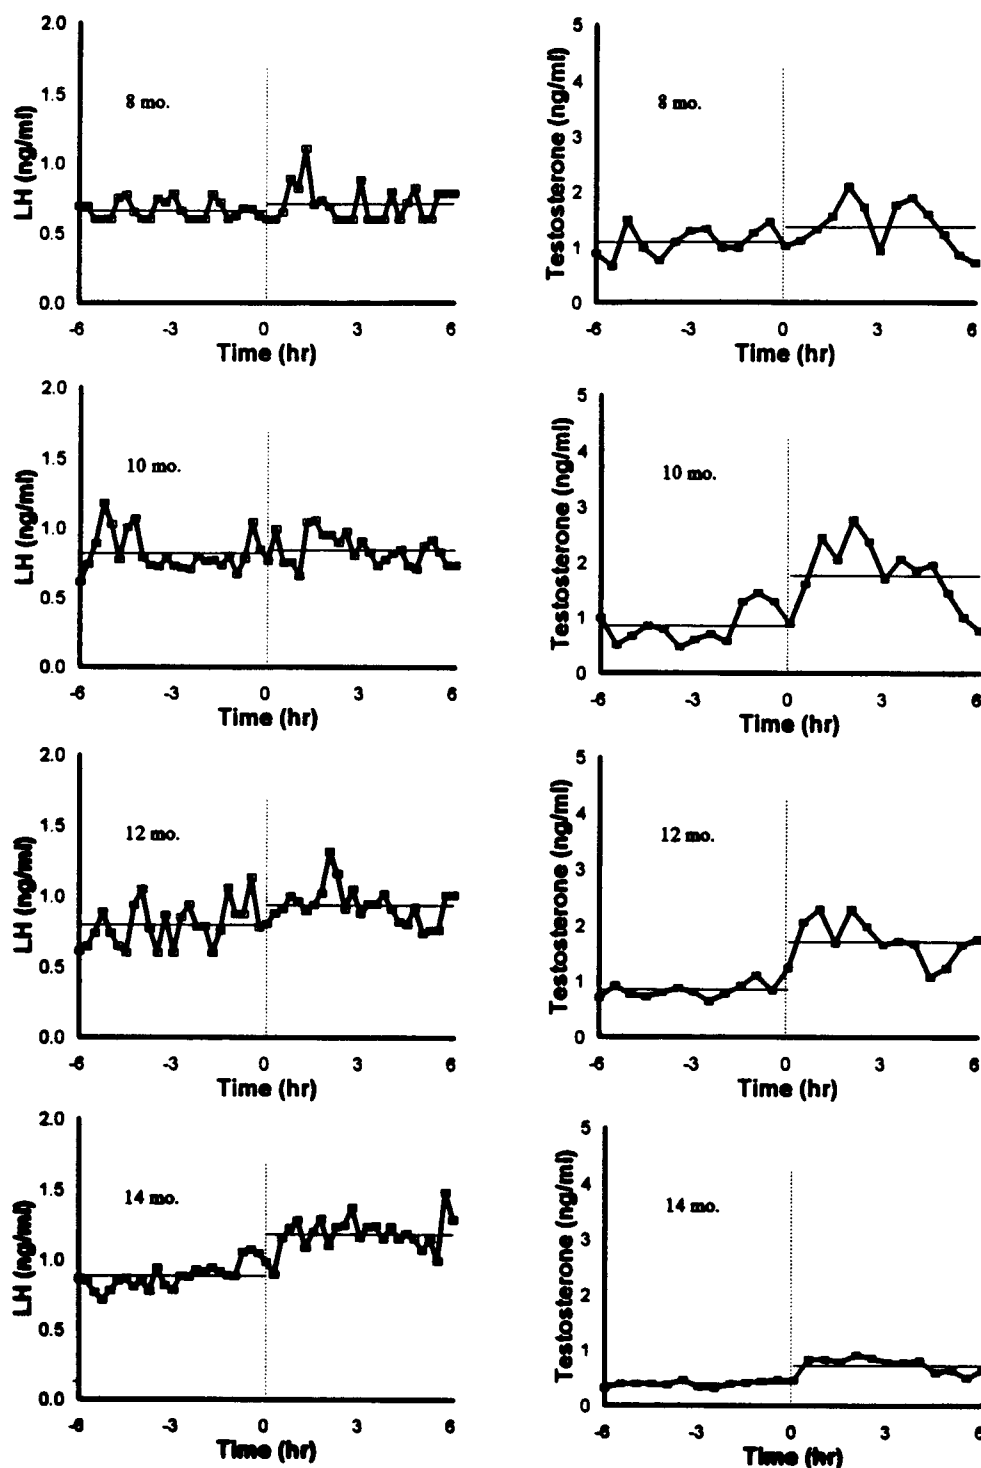 2.0
1.5
1.0
0.5
0.0
LH (ng/ml)
8 mo.
-6 -3 0 3 6
Time (hr)
5
4
3
2
1
0
Testosterone (ng/ml)
8 mo.
-6 -3 0 3 6
Time (hr)
2.0
1.5
1.0
0.5
0.0
LH (ng/ml)
10 mo.
-6 -3 0 3 6
Time (hr)
5
4
3
2
1
0
Testosterone (ng/ml)
10 mo.
-6 -3 0 3 6
Time (hr)
2.0
1.5
1.0
0.5
0.0
LH (ng/ml)
12 mo.
-6 -3 0 3 6
Time (hr)
5
4
3
2
1
0
Testosterone (ng/ml)
12 mo.
-6 -3 0 3 6
Time (hr)
2.0
1.5
1.0
0.5
0.0
LH (ng/ml)
14 mo.
-6 -3 0 3 6
Time (hr)
5
4
3
2
1
0
Testosterone (ng/ml)
14 mo.
-6 -3 0 3 6
Time (hr)